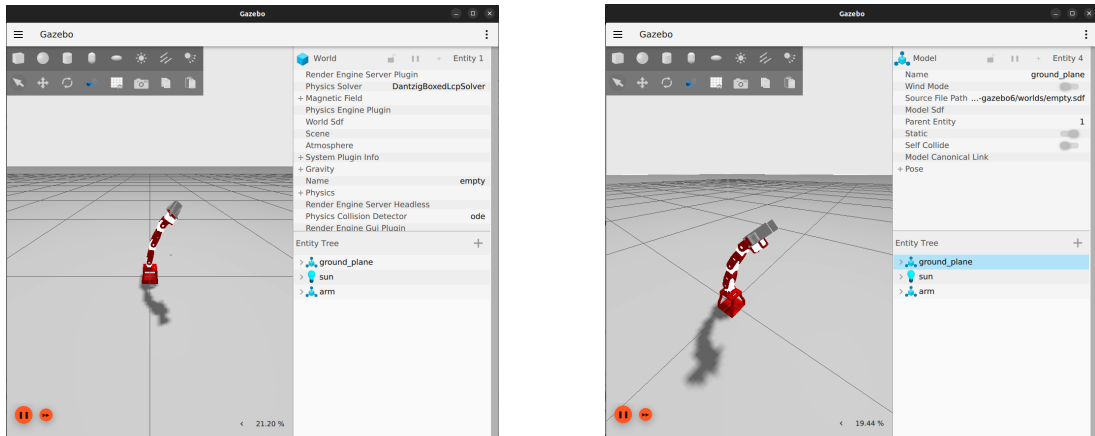 Gazebo
Gazebo
World
Entity 1
Render Engine Server Plugin
Physics Solver DantzigBoxedLcpSolver
+ Magnetic Field
Physics Engine Plugin
World Sdf
Scene
Atmosphere
+ System Plugin Info
+ Gravity
Name empty
+ Physics
Render Engine Server Headless
Physics Collision Detector ode
Render Engine Gui Plugin
Entity Tree +
> ground_plane
> sun
> arm
< 21.20 %
Gazebo
Gazebo
Model
Entity 4
Name ground_plane
Wind Mode
Source File Path ...-gazebo6/worlds/empty.sdf
Model Sdf
Parent Entity 1
Static
Self Collide
Model Canonical Link
+ Pose
Entity Tree +
> ground_plane
> sun
> arm
< 19.44 %